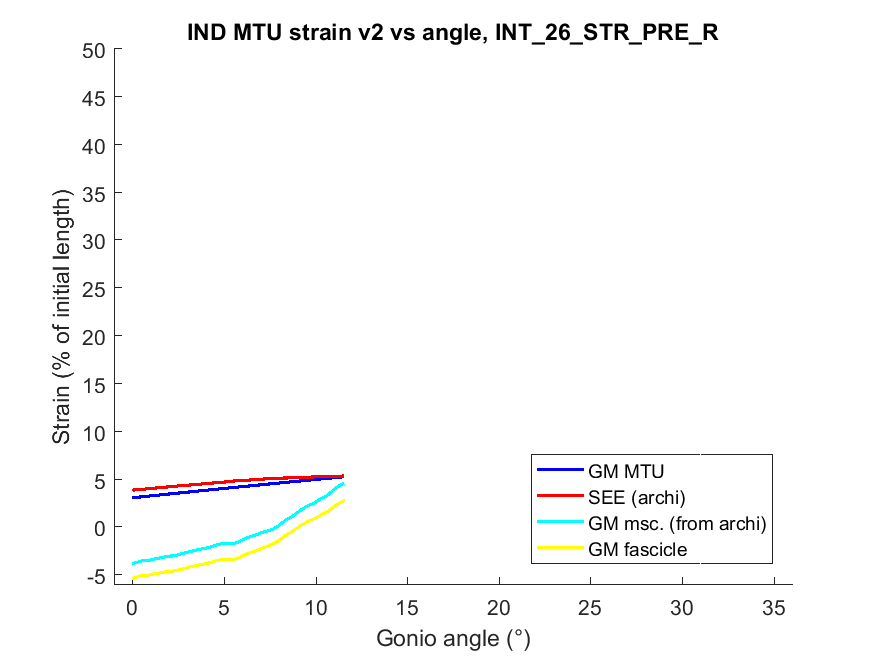 IND MTU strain v2 vs angle, INT_26_STR_PRE_R
50
45
40
35
30
25
20
15
10
5
0
-5
Strain (% of initial length)
GM MTU
SEE (archi)
GM msc. (from archi)
GM fascicle
0 5 10 15 20 25 30 35
Gonio angle (°)